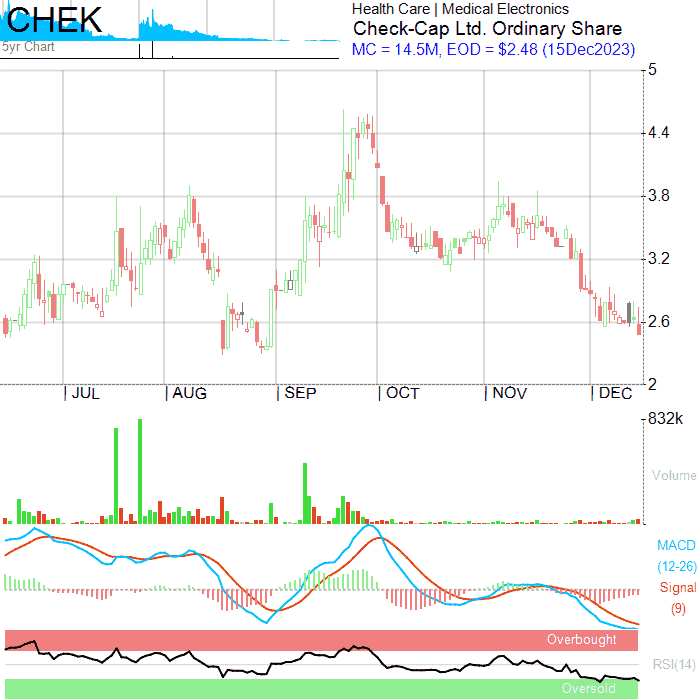 CHEK
5yr Chart
Health Care | Medical Electronics
Check-Cap Ltd. Ordinary Share
MC = 14.5M, EOD = $2.48 (15Dec2023)
5
4.4
3.8
3.2
2.6
2
| JUL | AUG | SEP | OCT | NOV | DEC
832k
Volume
MACD
(12-26)
Signal
(9)
Overbought
RSI(14)
Oversold